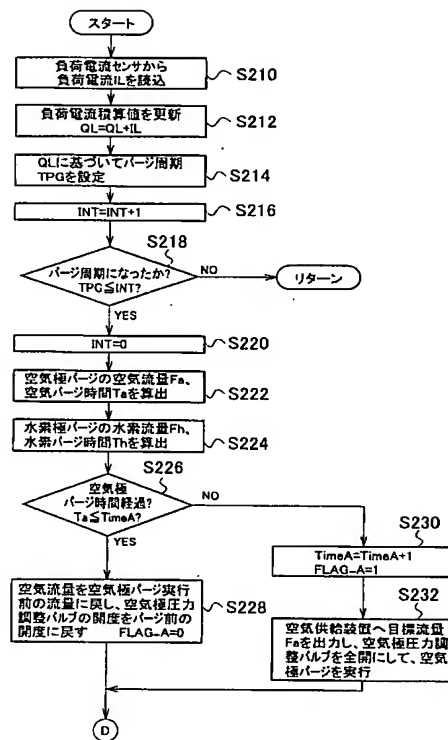 スタート
負荷電流センサから
負荷電流ILを読込
S210
負荷電流積算値を更新
QL=QL+IL
S212
QLに基づいてパージ周期
TPGを設定
S214
INT=INT+1
S216
S218
パージ周期になったか?
TPG≦INT?
NO
リターン
YES
INT=0
S220
空気極パージの空気流量Fa、
空気パージ時間Taを算出
S222
水素極パージの水素流量Fh、
水素パージ時間Thを算出
S224
S226
空気極
パージ時間経過?
Ta≦TimeA?
NO
YES
S230
TimeA=TimeA+1
FLAG-A=1
空気流量を空気極パージ実行
前の流量に戻し、空気極圧力
調整バルブの開度をパージ前の
開度に戻す FLAG-A=0
S228
S232
空気供給装置へ目標流量
Faを出力し、空気極圧力調
整バルブを全開にして、空気
極パージを実行
D